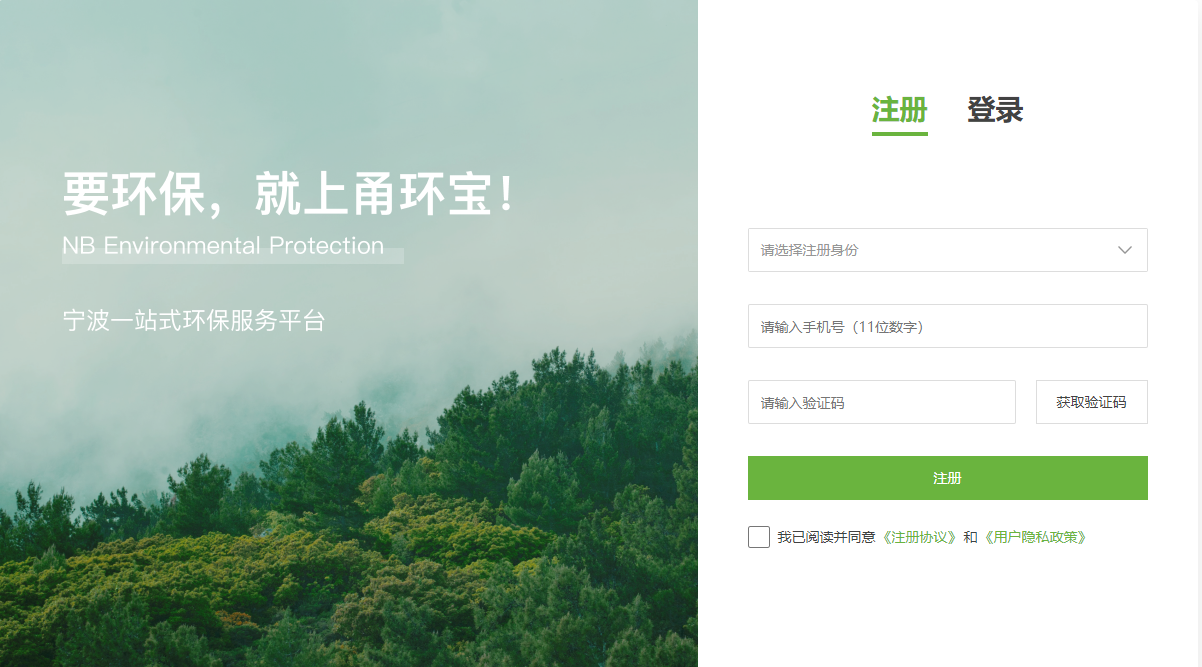 要环保，就上甬环宝！
NB Environmental Protection
宁波一站式环保服务平台
注册 登录
请选择注册身份
请输入手机号（11位数字）
请输入验证码 获取验证码
注册
我已阅读并同意《注册协议》和《用户隐私政策》